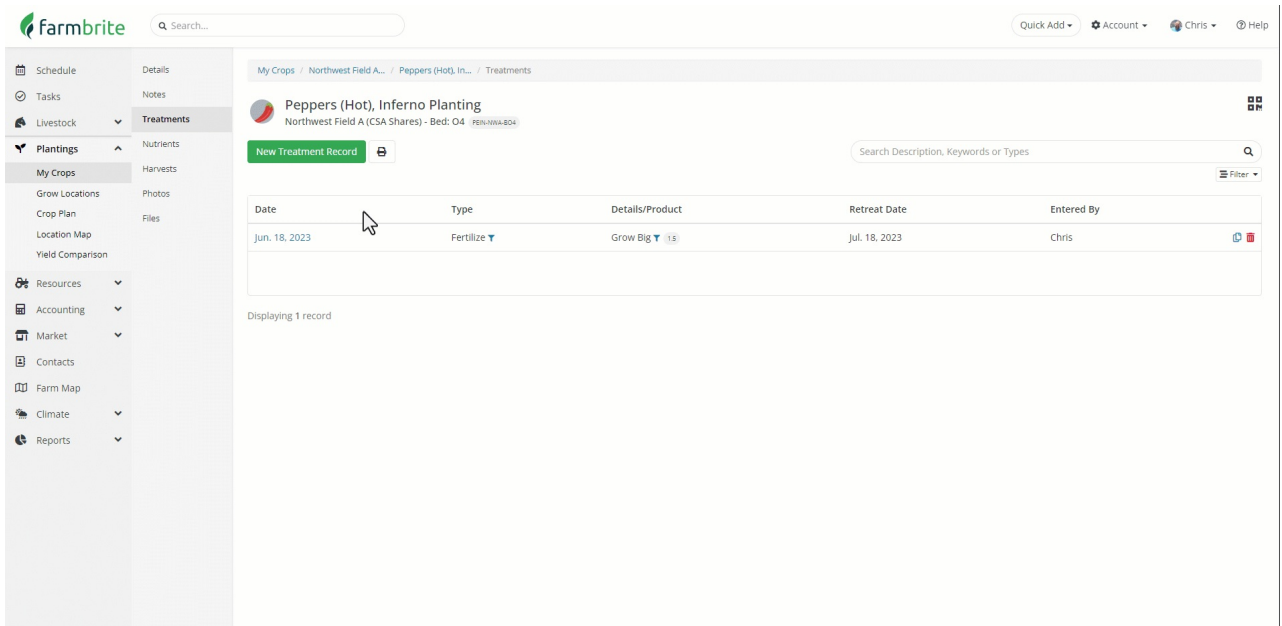 farmbrite
Search...
Quick Add
Account
Chris
Help
Schedule
Tasks
Livestock
Plantings
My Crops
Grow Locations
Crop Plan
Location Map
Yield Comparison
Resources
Accounting
Market
Contacts
Farm Map
Climate
Reports
Details
Notes
Treatments
Nutrients
Harvests
Photos
Files
My Crops / Northwest Field A... / Peppers (Hot), In... / Treatments
Peppers (Hot), Inferno Planting
Northwest Field A (CSA Shares) - Bed: O4 PEIN-NWA-BO4
New Treatment Record
Search Description, Keywords or Types
Filter
Date Type Details/Product Retreat Date Entered By
Jun. 18, 2023 Fertilize Grow Big 1.5 Jul. 18, 2023 Chris
Displaying 1 record